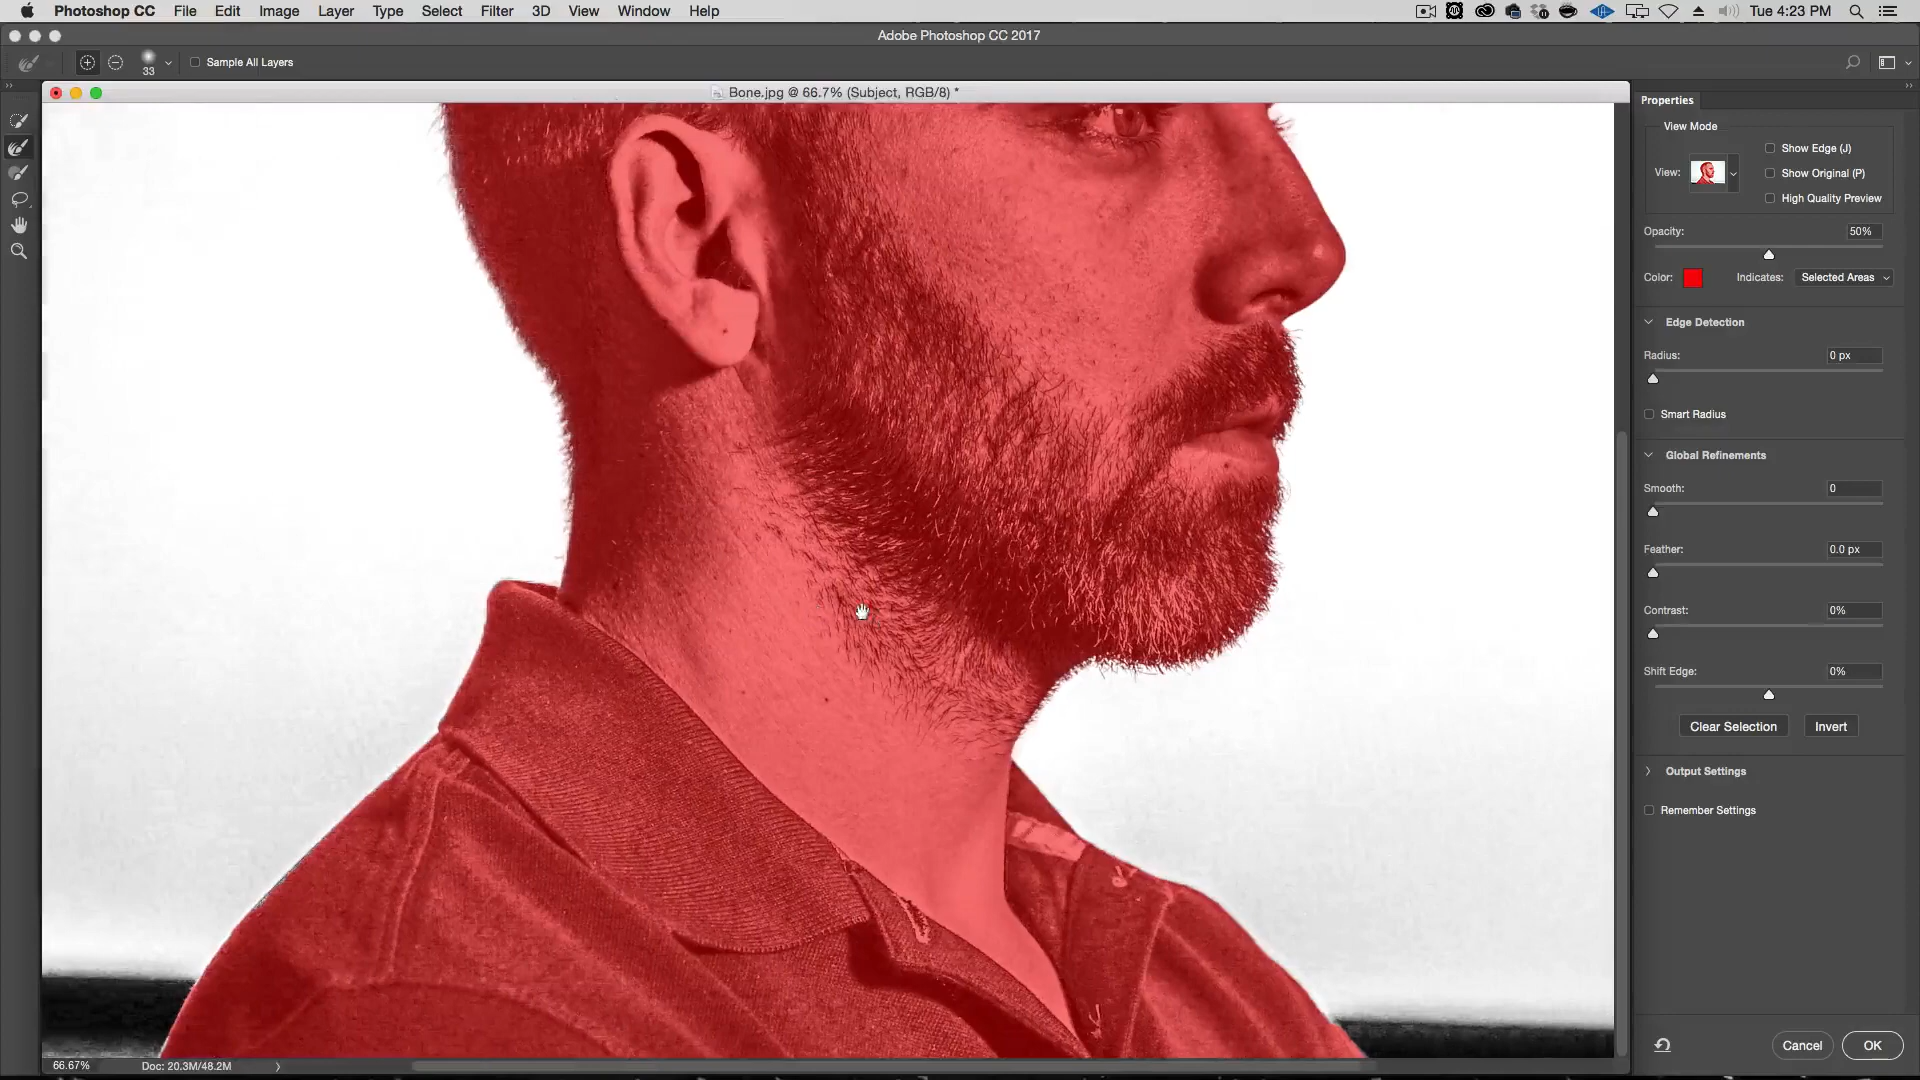 Photoshop CC File Edit Image Layer Type Select Filter 3D View Window Help Tue 4:23 PM
Adobe Photoshop CC 2017
33 Sample All Layers
Bone.jpg @ 66.7% (Subject, RGB/8) *
Properties
View Mode
Show Edge (J)
View: Show Original (P)
High Quality Preview
Opacity: 50%
Color: Indicates: Selected Areas
Edge Detection
Radius: 0 px
Smart Radius
Global Refinements
Smooth: 0
Feather: 0.0 px
Contrast: 0%
Shift Edge: 0%
Clear Selection Invert
Output Settings
Remember Settings
Cancel OK
66.67% Doc: 20.3M/48.2M